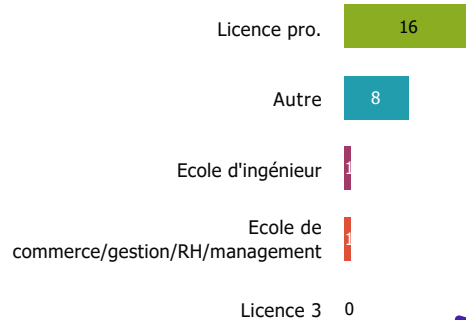 Licence pro. 16
Autre 8
Ecole d'ingénieur 1
Ecole de
commerce/gestion/RH/management 1
Licence 3 0